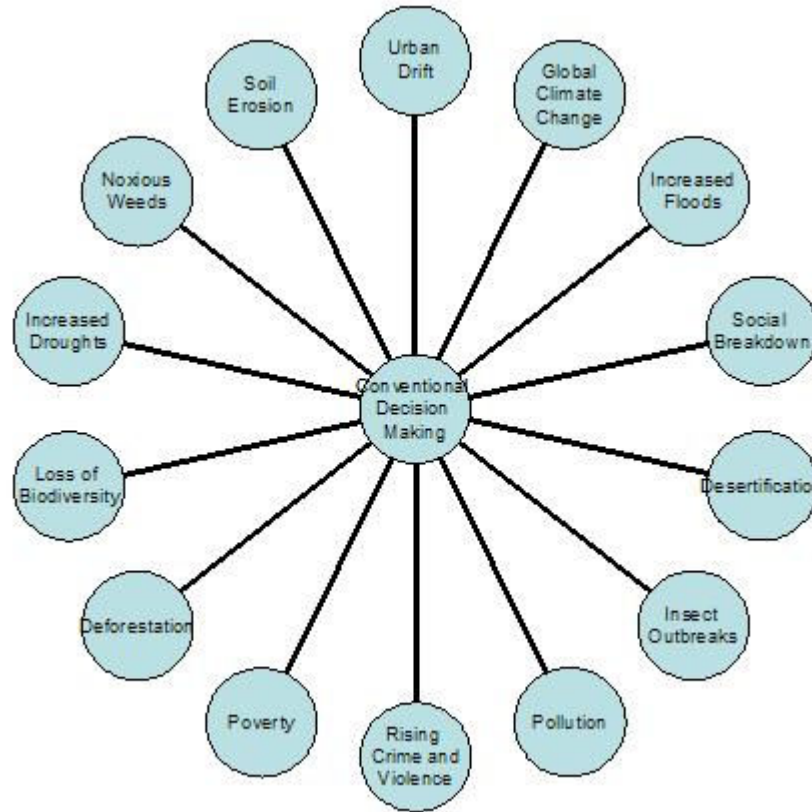 Urban
Drift
Global
Climate
Change
Increased
Floods
Social
Breakdown
Desertificatio
Insect
Outbreaks
Pollution
Rising
Crime and
Violence
Poverty
Deforestation
Loss of
Biodiversity
Increased
Droughts
Noxious
Weeds
Soil
Erosion
Conventional
Decision
Making